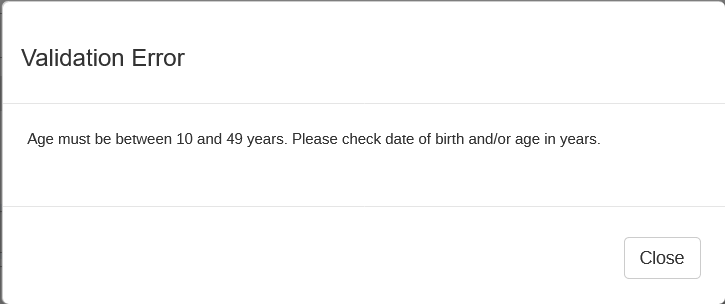 Validation Error
Age must be between 10 and 49 years. Please check date of birth and/or age in years.
Close